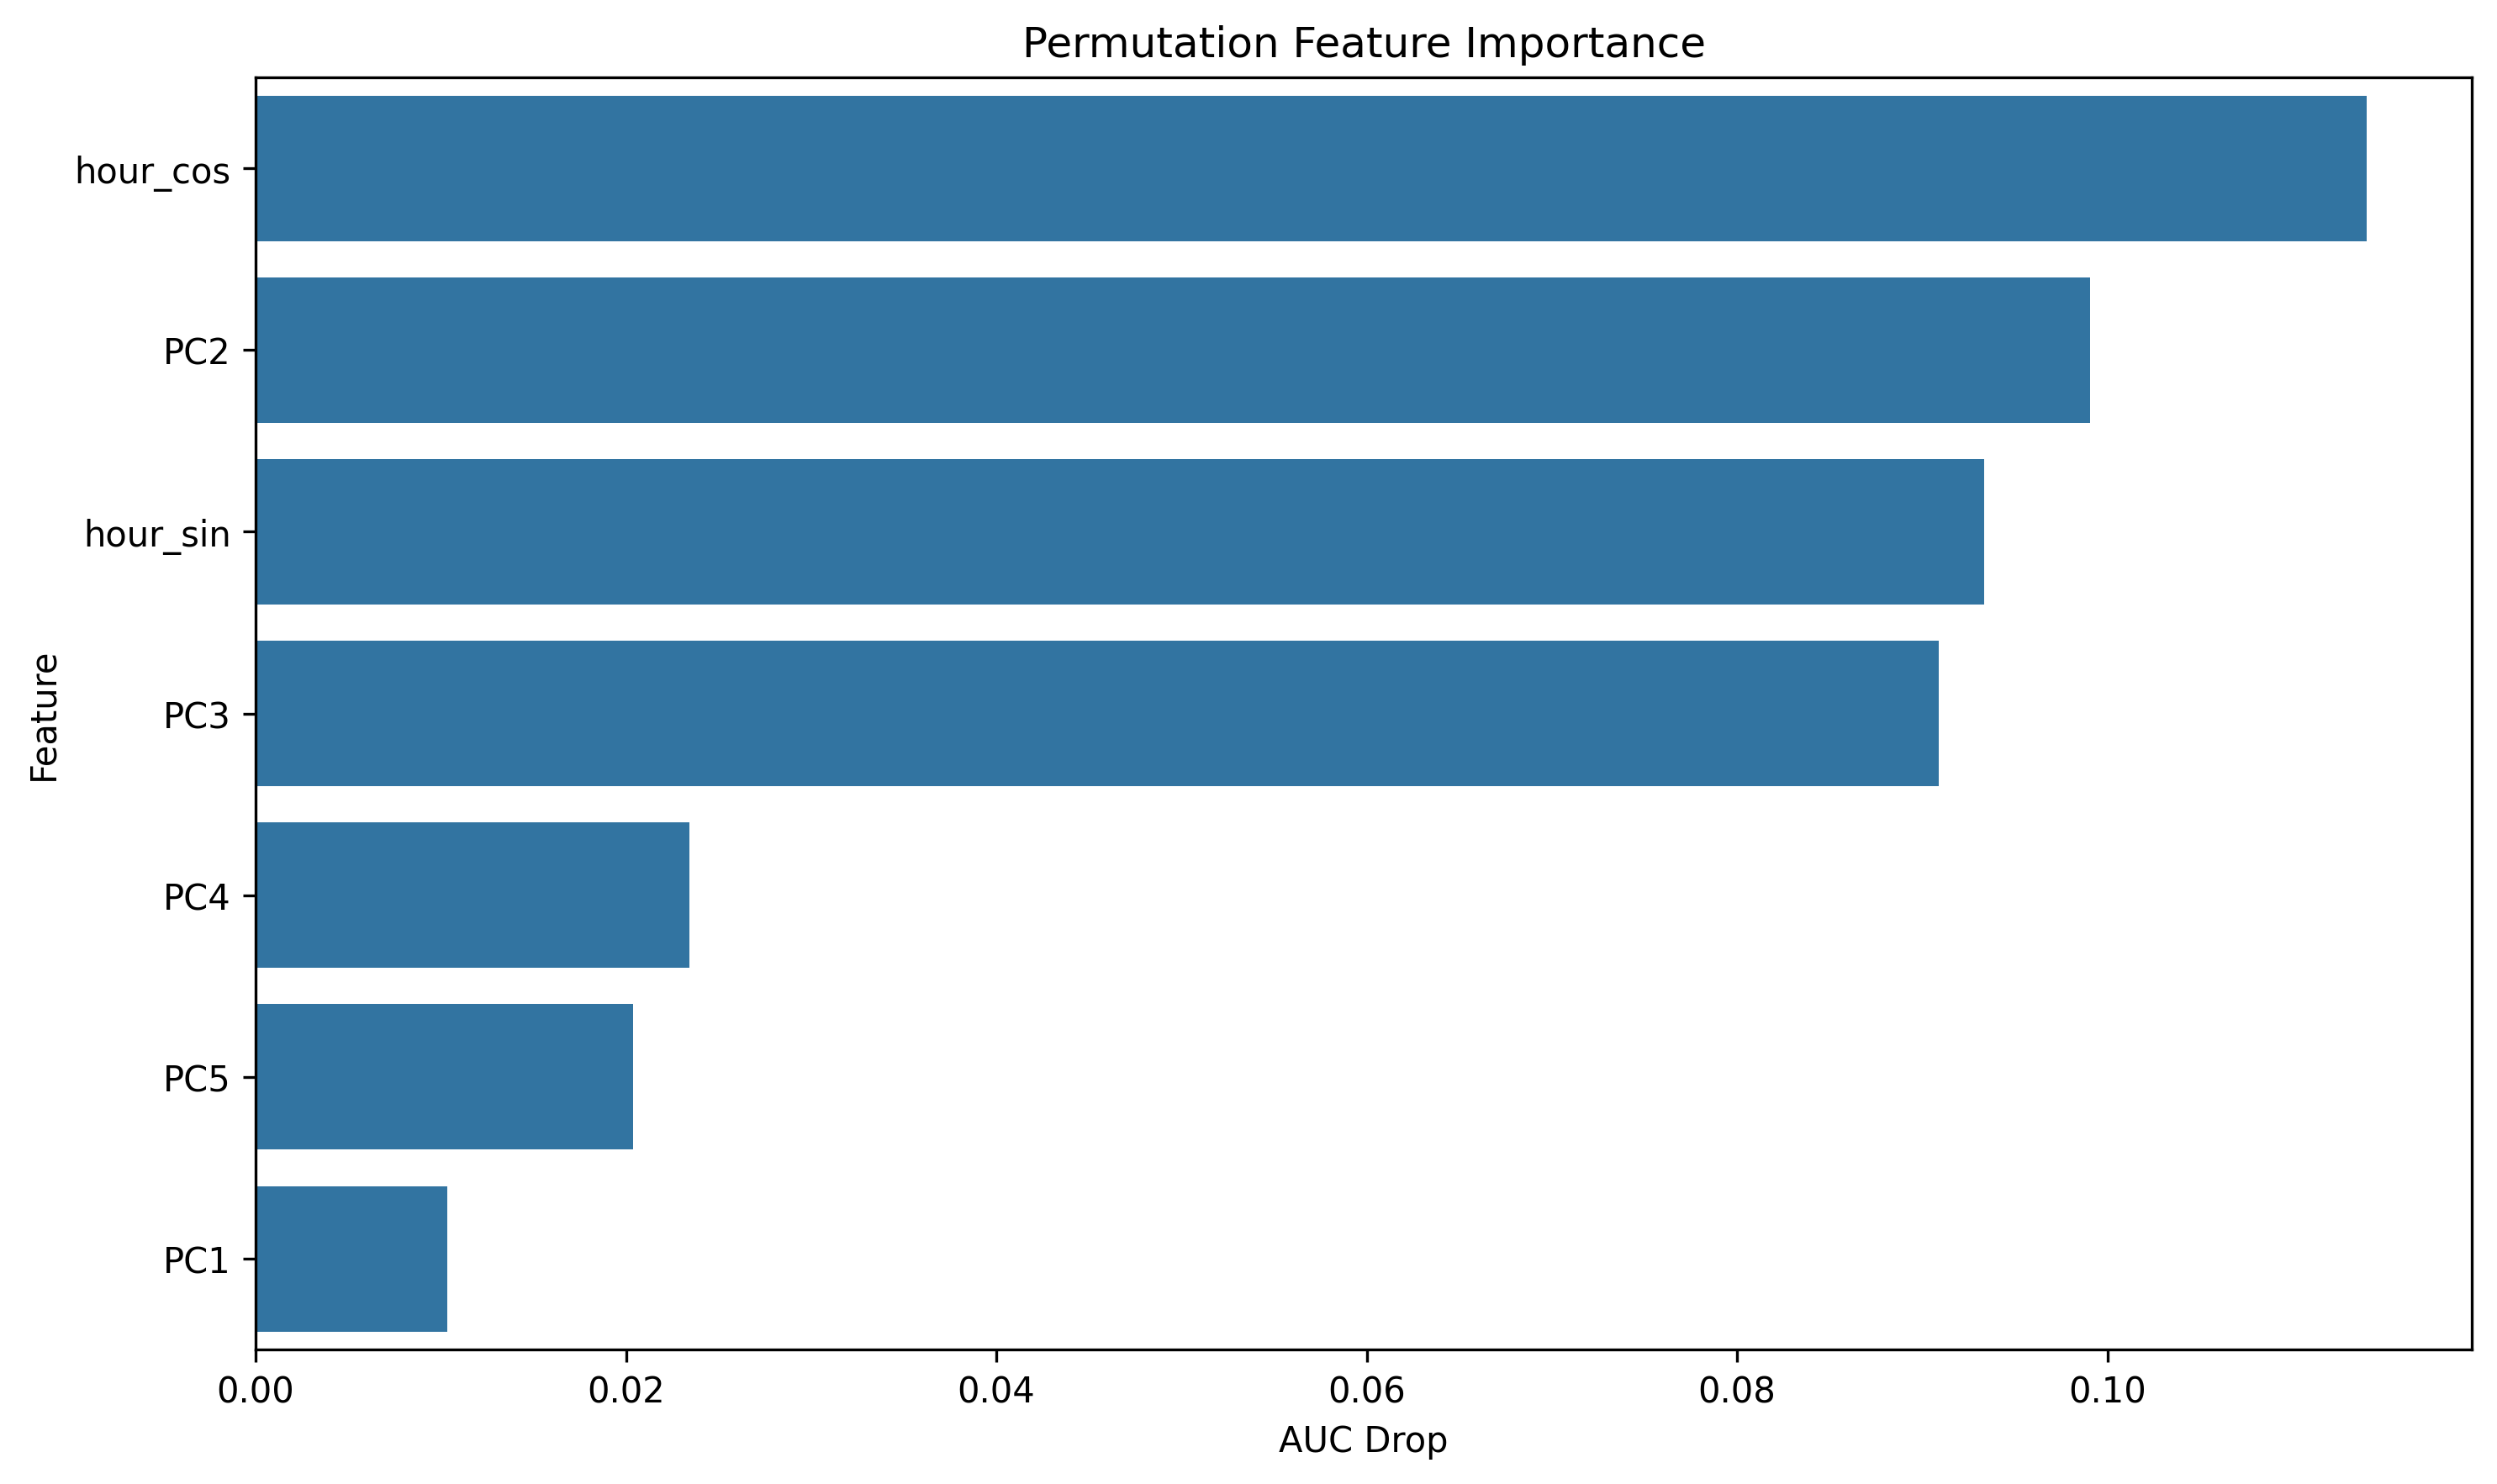 Permutation Feature Importance
hour_cos
PC2
hour_sin
PC3
PC4
PC5
PC1
Feature
0.00 0.02 0.04 0.06 0.08 0.10
AUC Drop